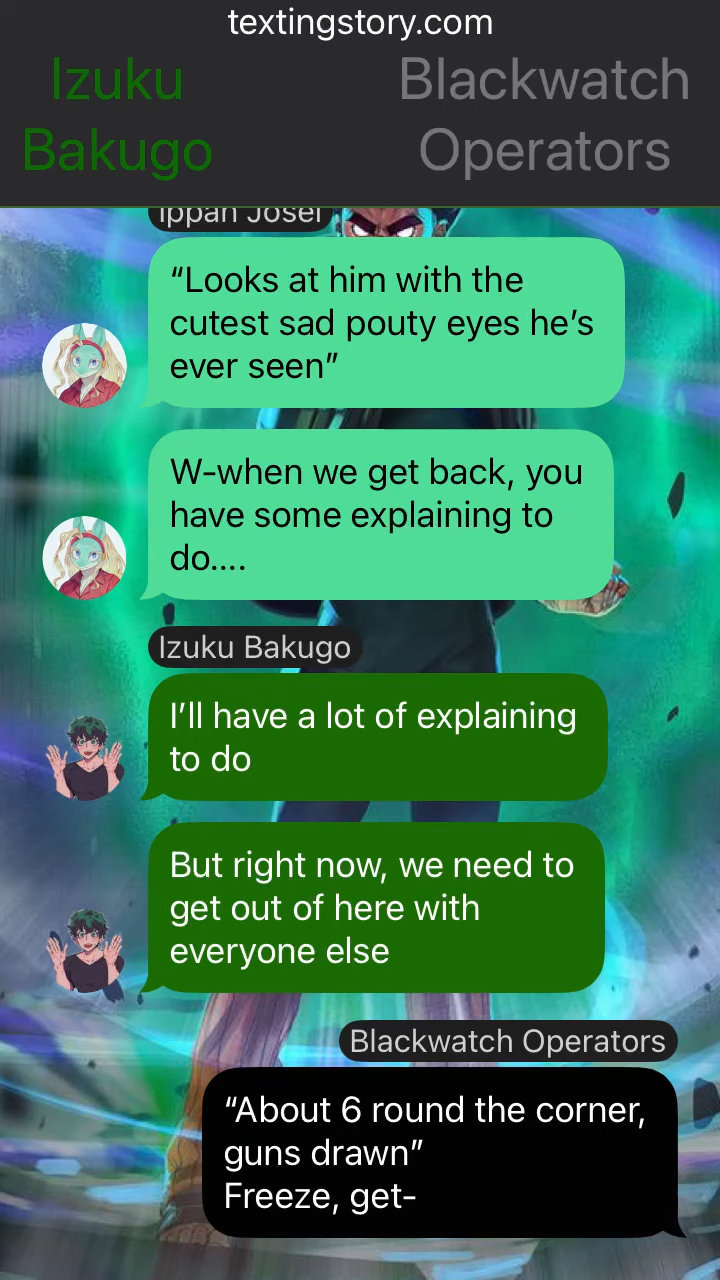 textingstory.com
Izuku
Bakugo
Blackwatch
Operators
Ippan Josei
“Looks at him with the
cutest sad pouty eyes he’s
ever seen”
W-when we get back, you
have some explaining to
do....
Izuku Bakugo
I’ll have a lot of explaining
to do
But right now, we need to
get out of here with
everyone else
Blackwatch Operators
“About 6 round the corner,
guns drawn”
Freeze, get-